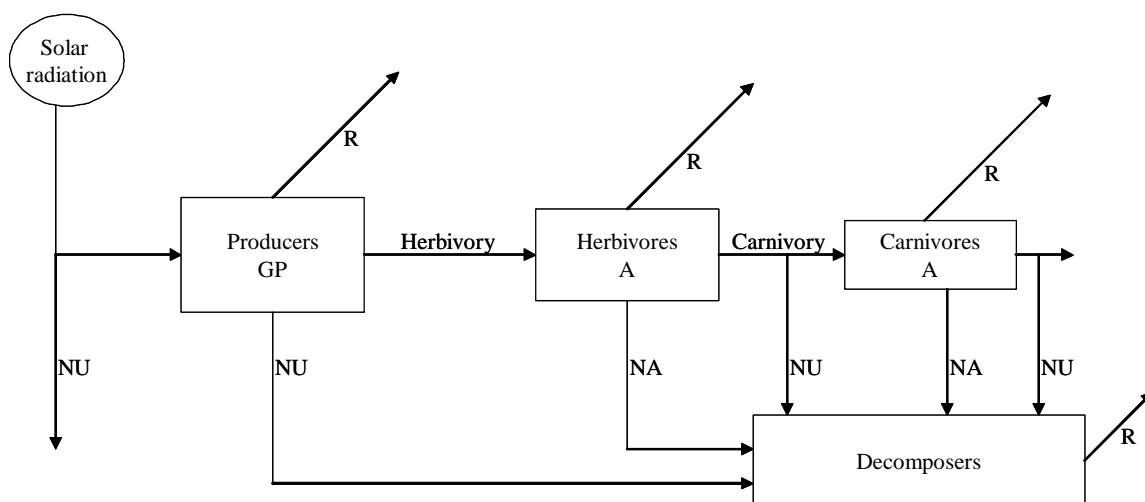 Solar
radiation
R
R
R
Producers
GP
Herbivory
Herbivores
A
Carnivory
Carnivores
A
NU
NU
NA
NU
NA
NU
R
Decomposers